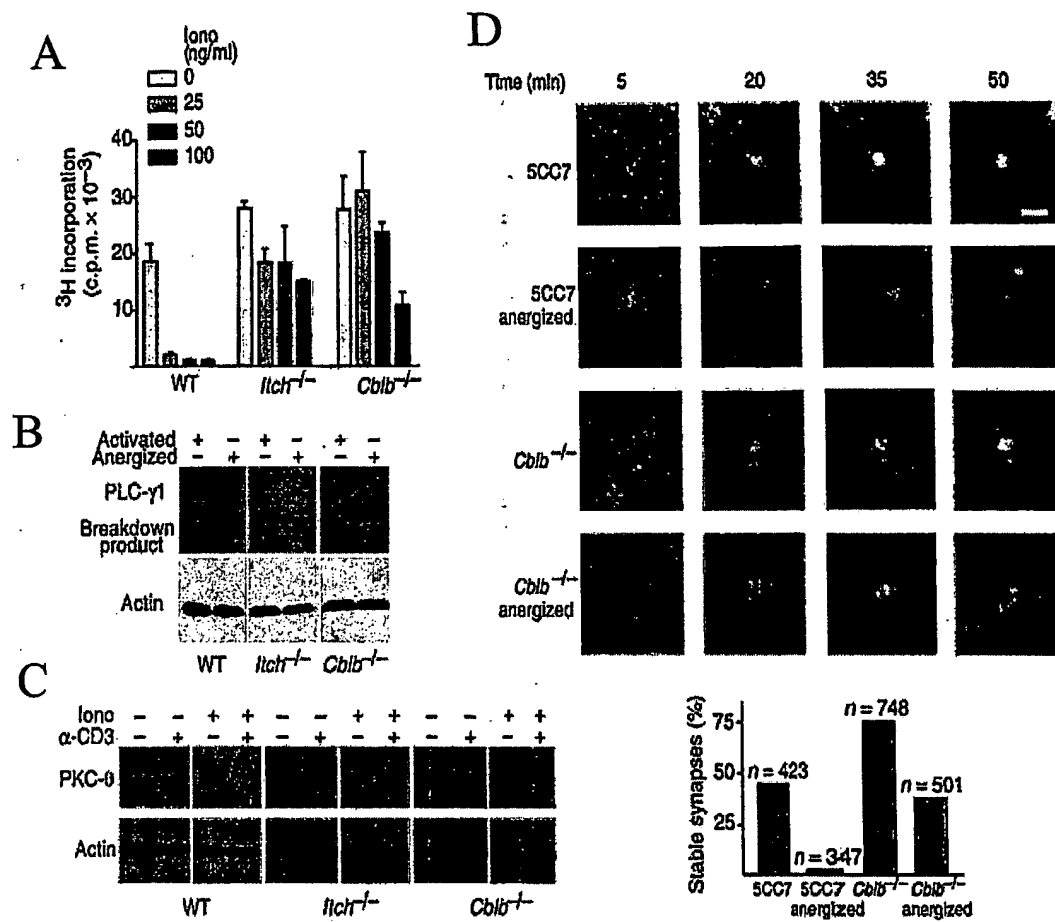 A
Iono
(ng/ml)
0
25
50
100
³H incorporation
(c.p.m. × 10⁻³)
40
30
20
10
WT
Itch⁻/⁻
Cblb⁻/⁻
B
Activated + – + – + –
Anergized – + – + – +
PLC-γ1
Breakdown
product
Actin
WT
Itch⁻/⁻
Cblb⁻/⁻
C
Iono – – + + – – + + – – + +
α-CD3 – + – + – + – + – + – +
PKC-θ
Actin
WT
Itch⁻/⁻
Cblb⁻/⁻
D
Time (min) 5 20 35 50
5CC7
5CC7
anergized
Cblb⁻/⁻
Cblb⁻/⁻
anergized
Stable synapses (%)
75
50
25
n = 423
n = 347
n = 748
n = 501
5CC7
5CC7
anergized
Cblb⁻/⁻
Cblb⁻/⁻
anergized